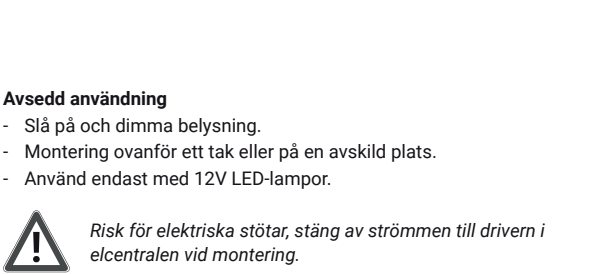 Avsedd användning
- Slå på och dimma belysning.
- Montering ovanför ett tak eller på en avskild plats.
- Använd endast med 12V LED-lampor.
Risk för elektriska stötar, stäng av strömmen till drivern i
elcentralen vid montering.